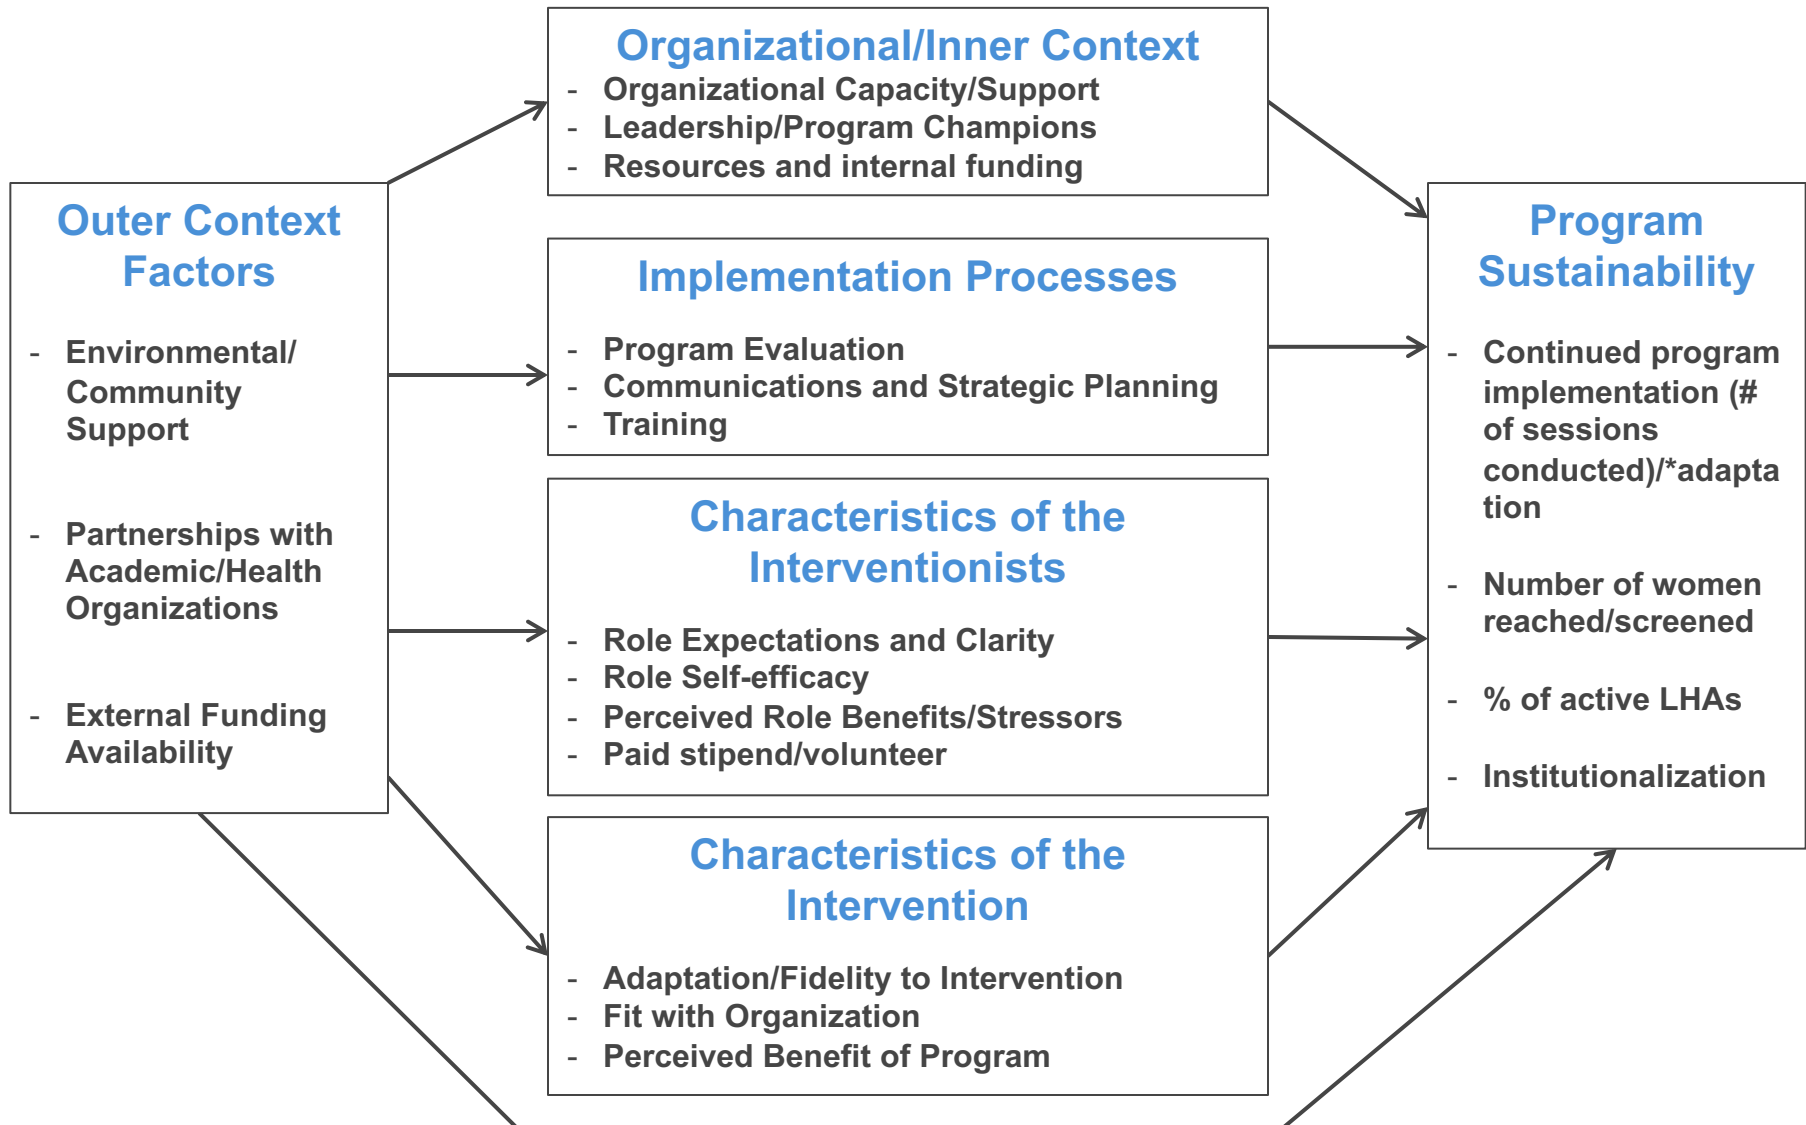 Organizational/Inner Context
- Organizational Capacity/Support
- Leadership/Program Champions
- Resources and internal funding
Outer Context
Factors
- Environmental/
Community
Support
- Partnerships with
Academic/Health
Organizations
- External Funding
Availability
Implementation Processes
- Program Evaluation
- Communications and Strategic Planning
- Training
Characteristics of the
Interventionists
- Role Expectations and Clarity
- Role Self-efficacy
- Perceived Role Benefits/Stressors
- Paid stipend/volunteer
Characteristics of the
Intervention
- Adaptation/Fidelity to Intervention
- Fit with Organization
- Perceived Benefit of Program
Program
Sustainability
- Continued program
implementation (#
of sessions
conducted)/*adapta
tion
- Number of women
reached/screened
- % of active LHAs
- Institutionalization